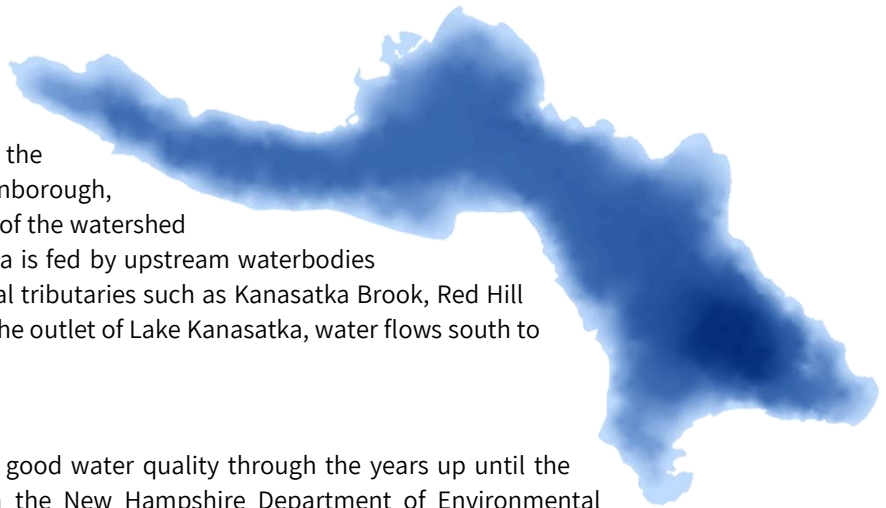 the
nborough,
of the watershed
a is fed by upstream waterbodies
al tributaries such as Kanasatka Brook, Red Hill
he outlet of Lake Kanasatka, water flows south to
good water quality through the years up until the
the New Hampshire Department of Environmental